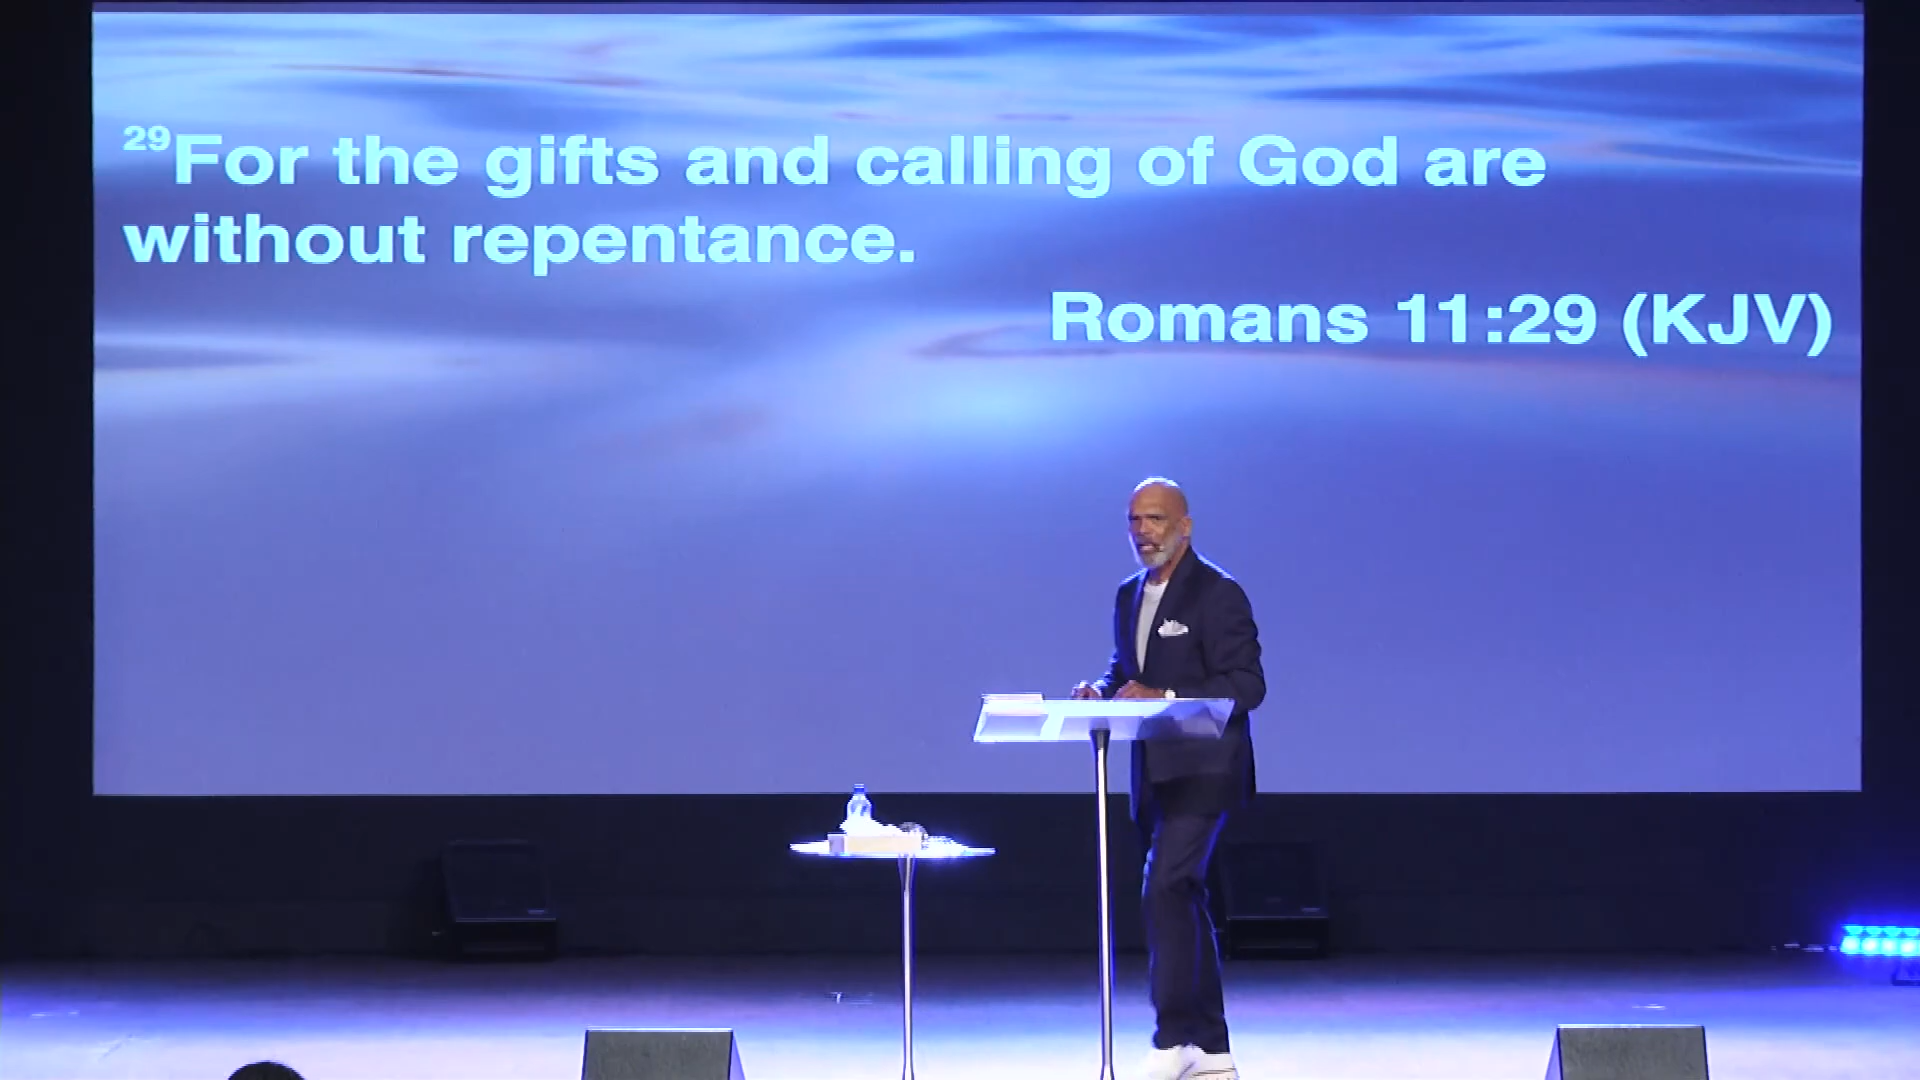 29For the gifts and calling of God are
without repentance.
Romans 11:29 (KJV)